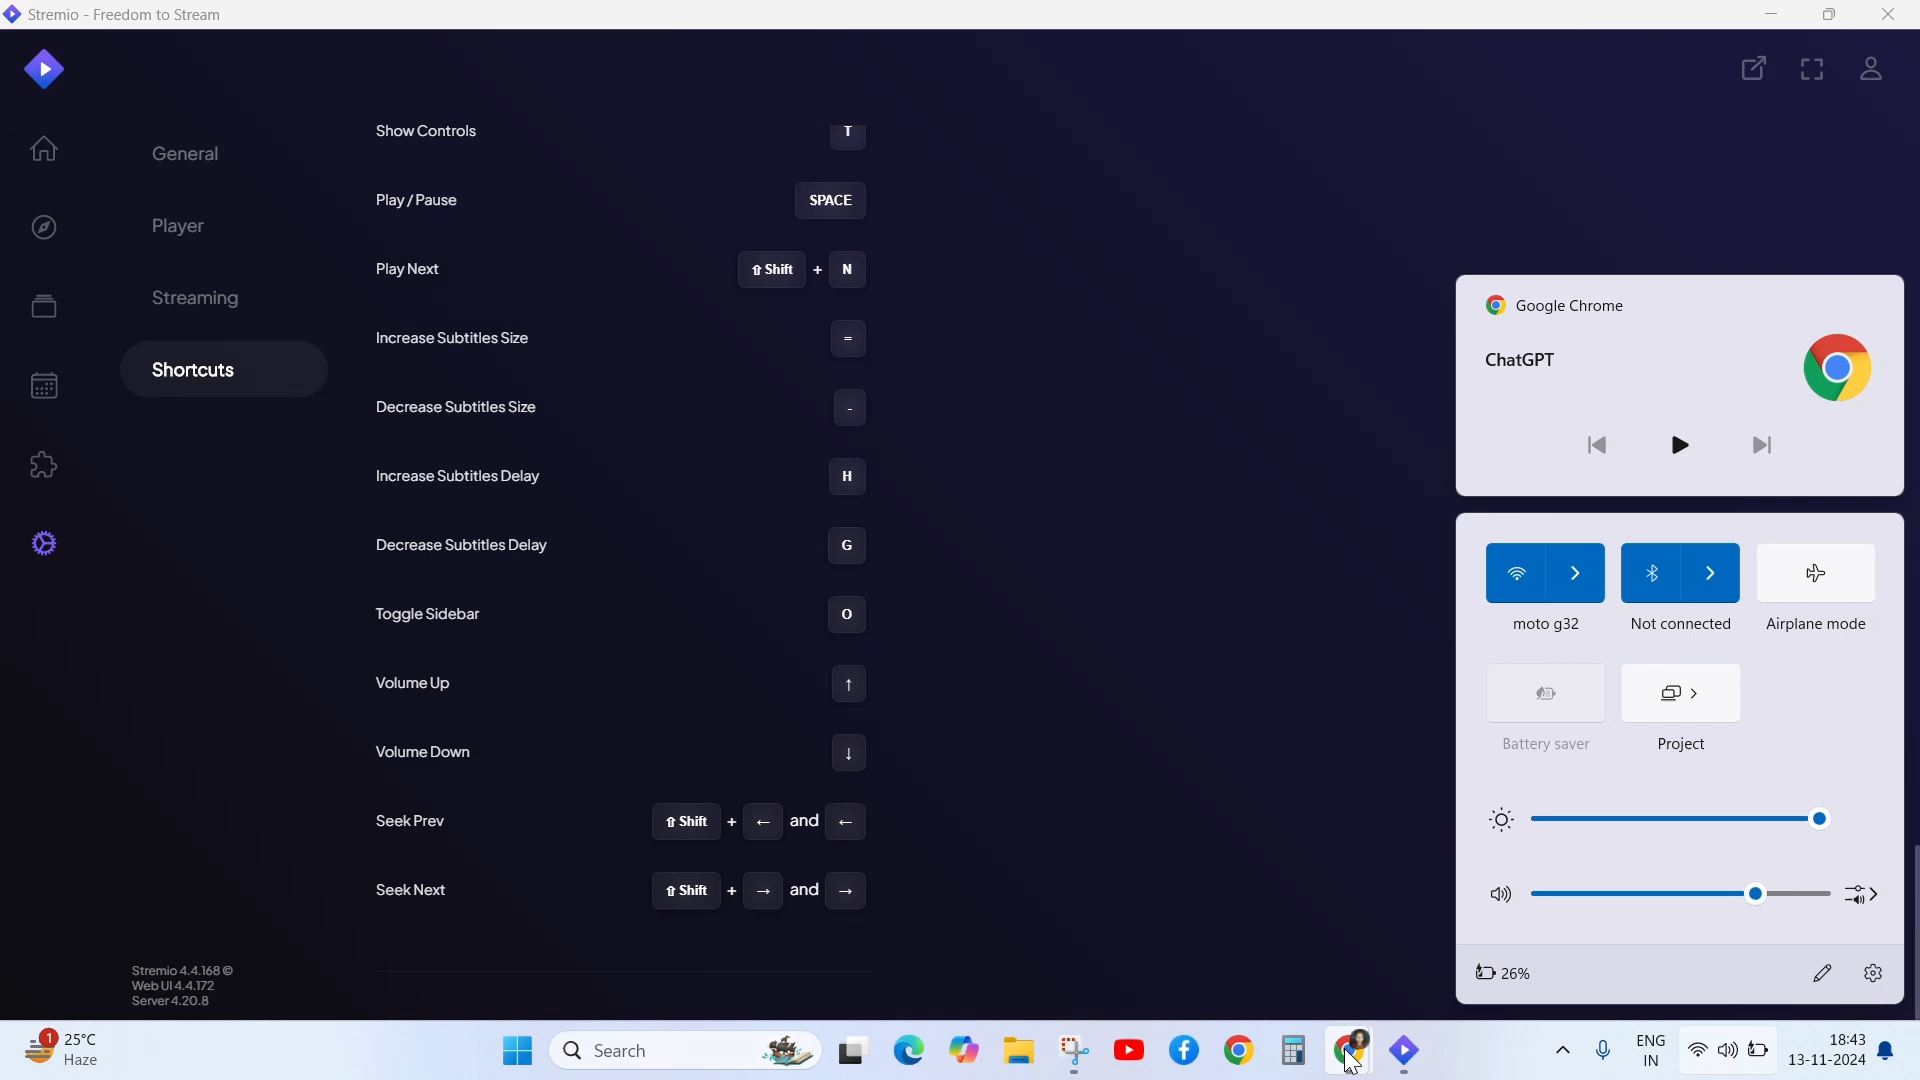 Stremio - Freedom to Stream
General
Player
Streaming
Shortcuts
Show Controls T
Play / Pause SPACE
Play Next ⇧ Shift + N
Increase Subtitles Size =
Decrease Subtitles Size -
Increase Subtitles Delay H
Decrease Subtitles Delay G
Toggle Sidebar O
Volume Up ↑
Volume Down ↓
Seek Prev ⇧ Shift + ← and ←
Seek Next ⇧ Shift + → and →
Stremio 4.4.168 ©
Web UI 4.4.172
Server 4.20.8
Google Chrome
ChatGPT
moto g32 Not connected Airplane mode
Battery saver Project
26%
1 25°C
Haze
Search
ENG
IN
18:43
13-11-2024